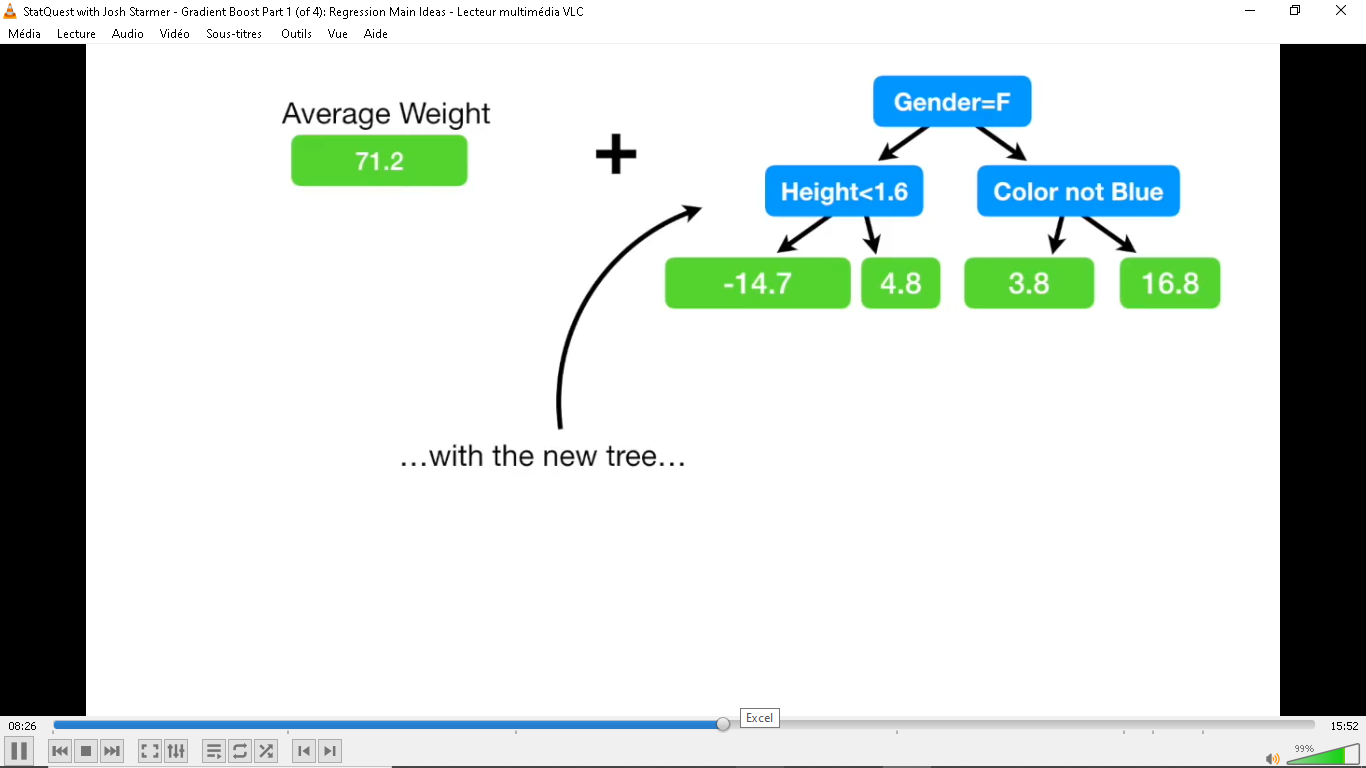 StatQuest with Josh Starmer - Gradient Boost Part 1 (of 4): Regression Main Ideas - Lecteur multimédia VLC
Média Lecture Audio Vidéo Sous-titres Outils Vue Aide
Average Weight
71.2
+
Gender=F
Height<1.6
Color not Blue
-14.7
4.8
3.8
16.8
…with the new tree…
08:26
Excel
15:52
99%